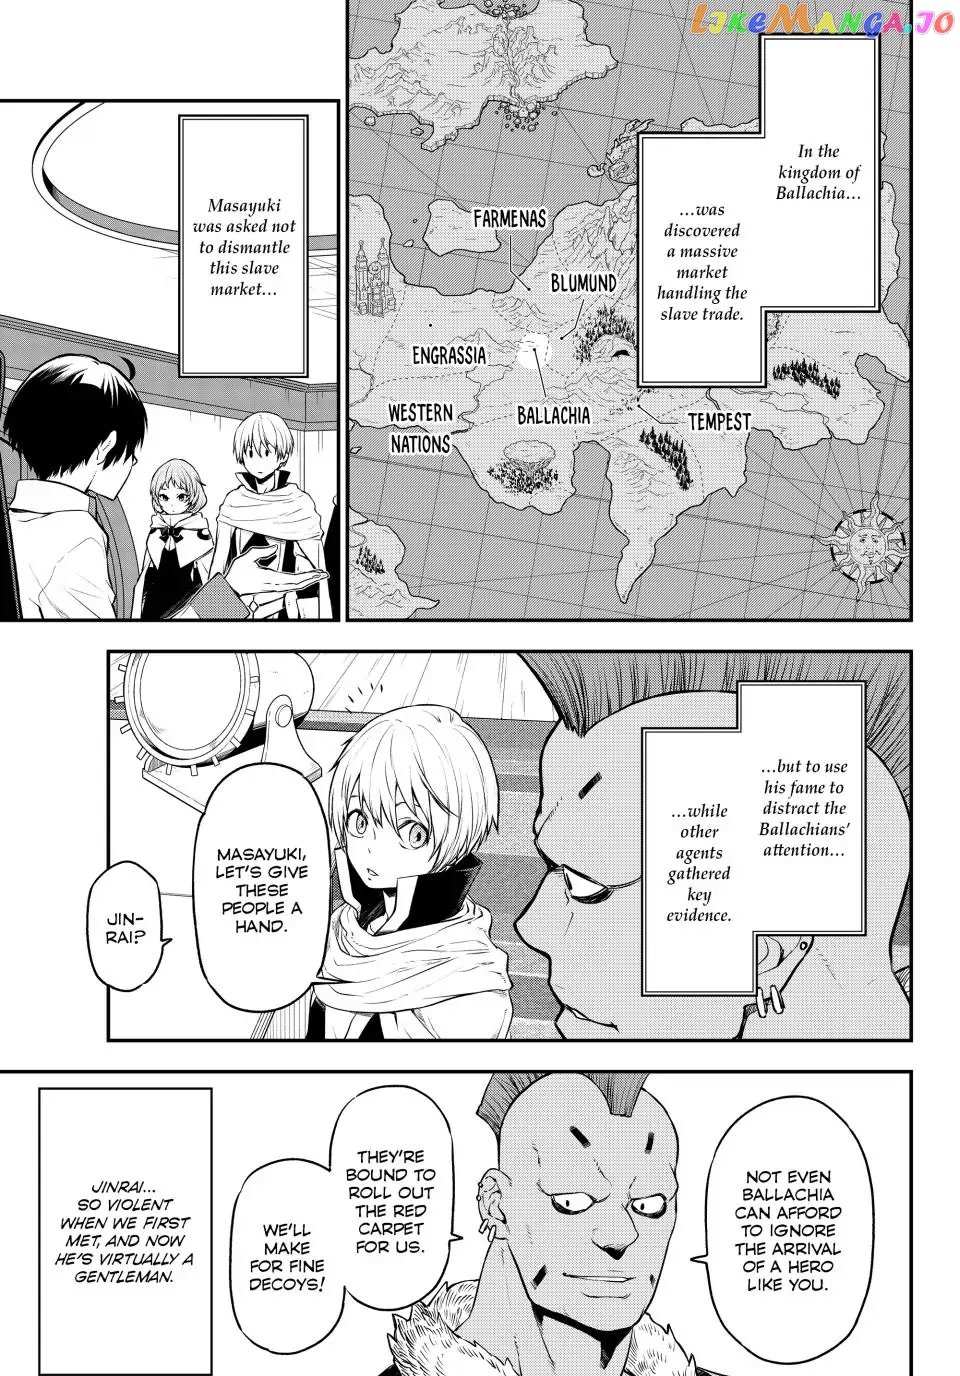 LIKEMANGA.IO
In the
kingdom of
Ballachia...
...was
discovered
a massive
market
handling the
slave trade.
FARMENAS
BLUMUND
ENGRASSIA
WESTERN
NATIONS
BALLACHIA
TEMPEST
Masayuki
was asked not
to dismantle
this slave
market...
...but to use
his fame to
distract the
Ballachians'
attention...
...while
other
agents
gathered
key
evidence.
MASAYUKI,
LET'S GIVE
THESE
PEOPLE A
HAND.
JIN-
RAI?
NOT EVEN
BALLACHIA
CAN AFFORD
TO IGNORE
THE ARRIVAL
OF A HERO
LIKE YOU.
THEY'RE
BOUND TO
ROLL OUT
THE RED
CARPET
FOR US.
WE'LL
MAKE
FOR FINE
DECOYS!
JINRAI...
SO VIOLENT
WHEN WE FIRST
MET, AND NOW
HE'S VIRTUALLY A
GENTLEMAN.